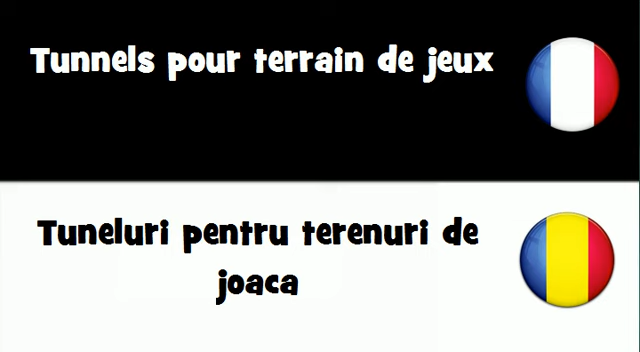 Tunnels pour terrain de jeux
Tuneluri pentru terenuri de
joaca